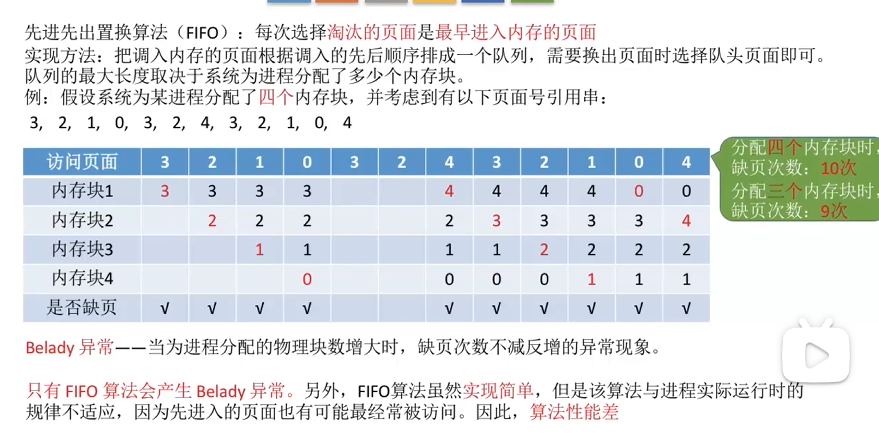 先进先出置换算法（FIFO）：每次选择淘汰的页面是最早进入内存的页面
实现方法：把调入内存的页面根据调入的先后顺序排成一个队列，需要换出页面时选择队头页面即可。
队列的最大长度取决于系统为进程分配了多少个内存块。
例：假设系统为某进程分配了四个内存块，并考虑到有以下页面号引用串：
3, 2, 1, 0, 3, 2, 4, 3, 2, 1, 0, 4
访问页面 3 2 1 0 3 2 4 3 2 1 0 4
内存块1 3 3 3 3 4 4 4 4 0 0
内存块2 2 2 2 2 3 3 3 3 4
内存块3 1 1 1 1 2 2 2 2
内存块4 0 0 0 0 1 1 1
是否缺页 √ √ √ √ √ √ √ √ √ √
分配四个内存块时，
缺页次数：10次
分配三个内存块时，
缺页次数：9次
Belady 异常——当为进程分配的物理块数增大时，缺页次数不减反增的异常现象。
只有 FIFO 算法会产生 Belady 异常。另外，FIFO算法虽然实现简单，但是该算法与进程实际运行时的
规律不适应，因为先进入的页面也有可能最经常被访问。因此，算法性能差